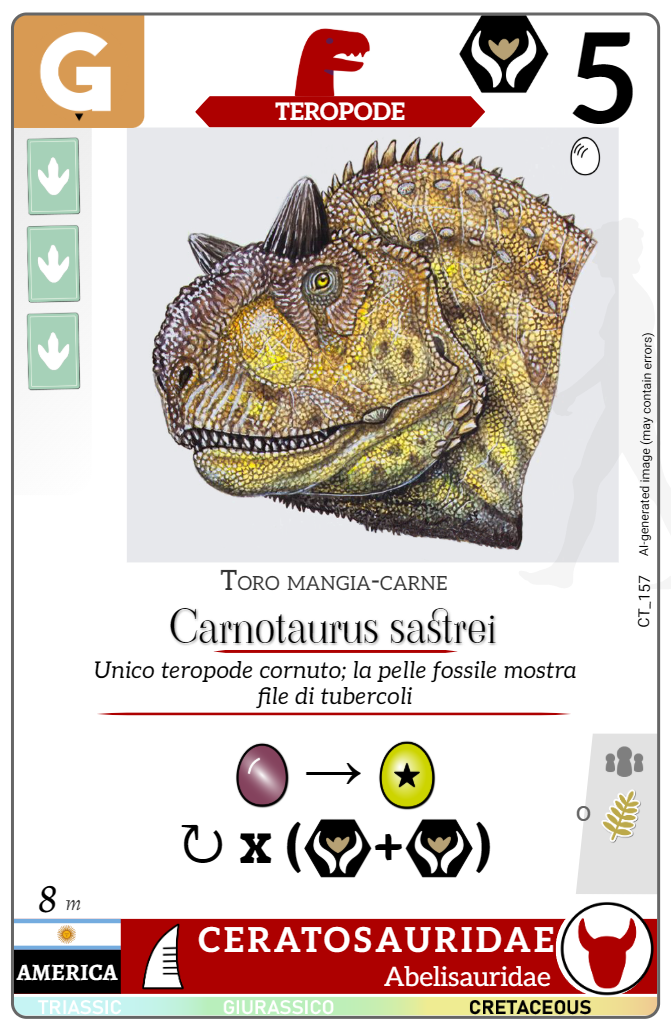 G
5
TEROPODE
AI-generated image (may contain errors)
CT_157
Toro mangia-carne
Carnotaurus sastrei
Unico teropode cornuto; la pelle fossile mostra
file di tubercoli
→
o
x ( + )
8 m
AMERICA
CERATOSAURIDAE
Abelisauridae
TRIASSIC GIURASSICO CRETACEOUS